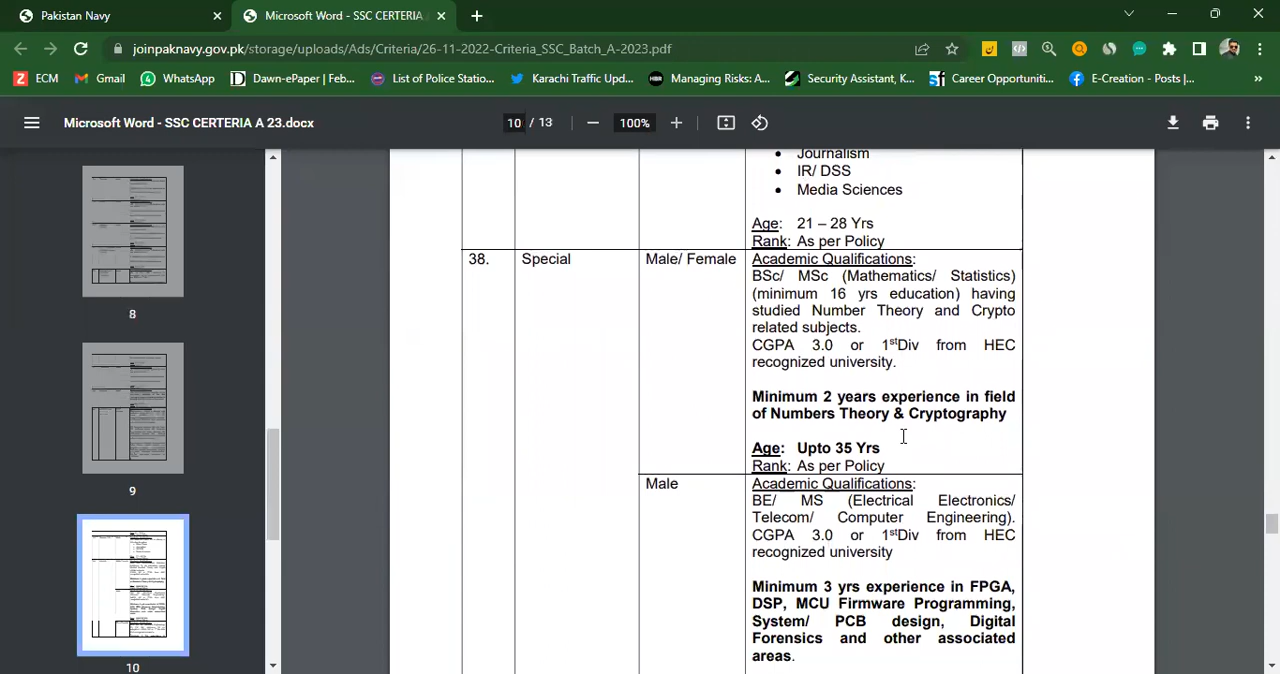 Pakistan Navy
Microsoft Word - SSC CERTERIA
joinpaknavy.gov.pk/storage/uploads/Ads/Criteria/26-11-2022-Criteria_SSC_Batch_A-2023.pdf
ECM
Gmail
WhatsApp
Dawn-ePaper | Feb...
List of Police Statio...
Karachi Traffic Upd...
Managing Risks: A...
Security Assistant, K...
Career Opportuniti...
E-Creation - Posts |...
Microsoft Word - SSC CERTERIA A 23.docx
10 / 13
100%
8
9
10
Journalism
• IR/ DSS
• Media Sciences
Age: 21 – 28 Yrs
Rank: As per Policy
38. Special Male/ Female Academic Qualifications:
BSc/ MSc (Mathematics/ Statistics)
(minimum 16 yrs education) having
studied Number Theory and Crypto
related subjects.
CGPA 3.0 or 1stDiv from HEC
recognized university.
Minimum 2 years experience in field
of Numbers Theory & Cryptography
Age: Upto 35 Yrs
Rank: As per Policy
Male Academic Qualifications:
BE/ MS (Electrical Electronics/
Telecom/ Computer Engineering).
CGPA 3.0 or 1stDiv from HEC
recognized university
Minimum 3 yrs experience in FPGA,
DSP, MCU Firmware Programming,
System/ PCB design, Digital
Forensics and other associated
areas.